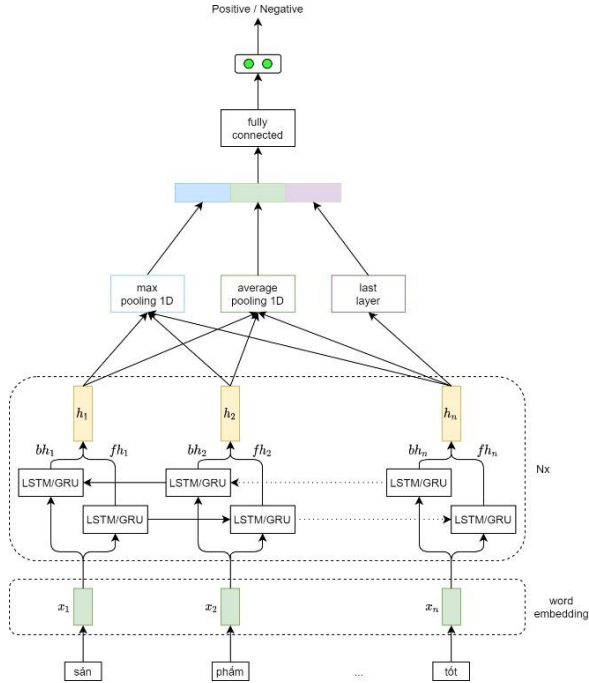 Positive / Negative
fully
connected
max
pooling 1D
average
pooling 1D
last
layer
h₁ h₂ hₙ
bh₁ fh₁ bh₂ fh₂ bhₙ fhₙ
LSTM/GRU LSTM/GRU LSTM/GRU
Nx
LSTM/GRU LSTM/GRU LSTM/GRU
x₁ x₂ xₙ
word
embedding
sản phẩm ... tốt